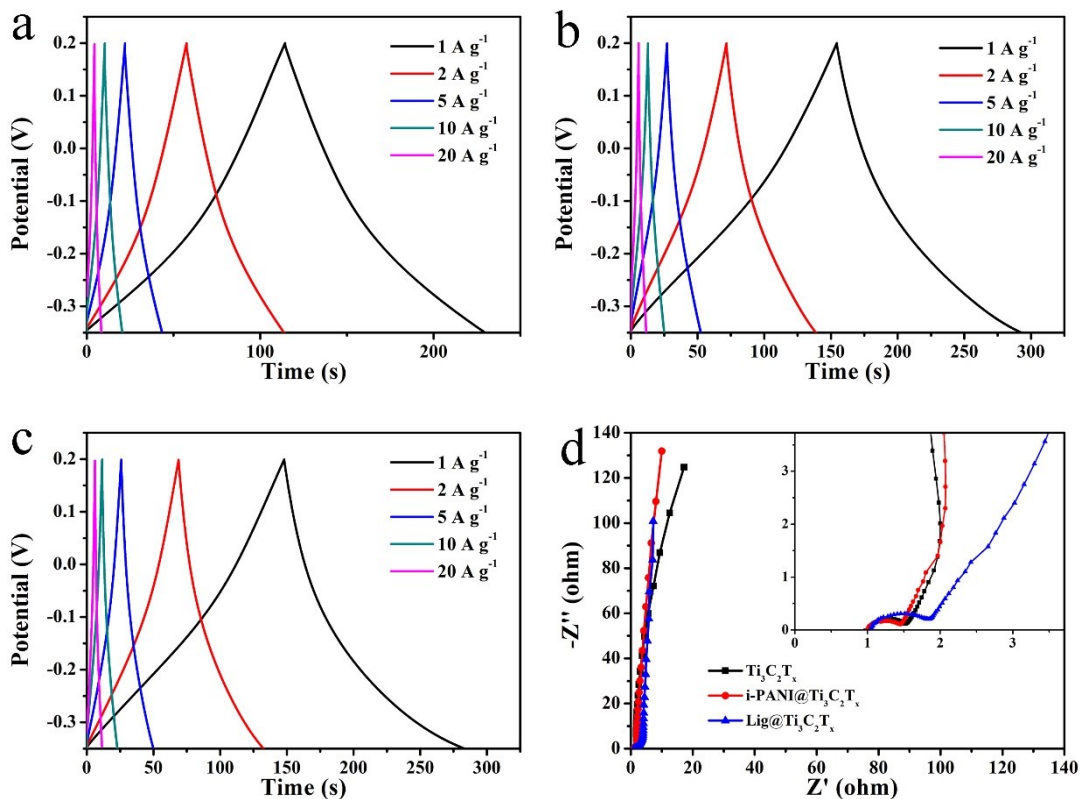 a
1 A g⁻¹
2 A g⁻¹
5 A g⁻¹
10 A g⁻¹
20 A g⁻¹
Potential (V)
0.2
0.1
0.0
-0.1
-0.2
-0.3
0 50 100 150 200
Time (s)
b
1 A g⁻¹
2 A g⁻¹
5 A g⁻¹
10 A g⁻¹
20 A g⁻¹
Potential (V)
0.2
0.1
0.0
-0.1
-0.2
-0.3
0 50 100 150 200 250 300
Time (s)
c
1 A g⁻¹
2 A g⁻¹
5 A g⁻¹
10 A g⁻¹
20 A g⁻¹
Potential (V)
0.2
0.1
0.0
-0.1
-0.2
-0.3
0 50 100 150 200 250 300
Time (s)
d
-Z'' (ohm)
140
120
100
80
60
40
20
0
0 20 40 60 80 100 120 140
Z' (ohm)
3
2
1
0
0 1 2 3
Ti₃C₂Tₓ
i-PANI@Ti₃C₂Tₓ
Lig@Ti₃C₂Tₓ